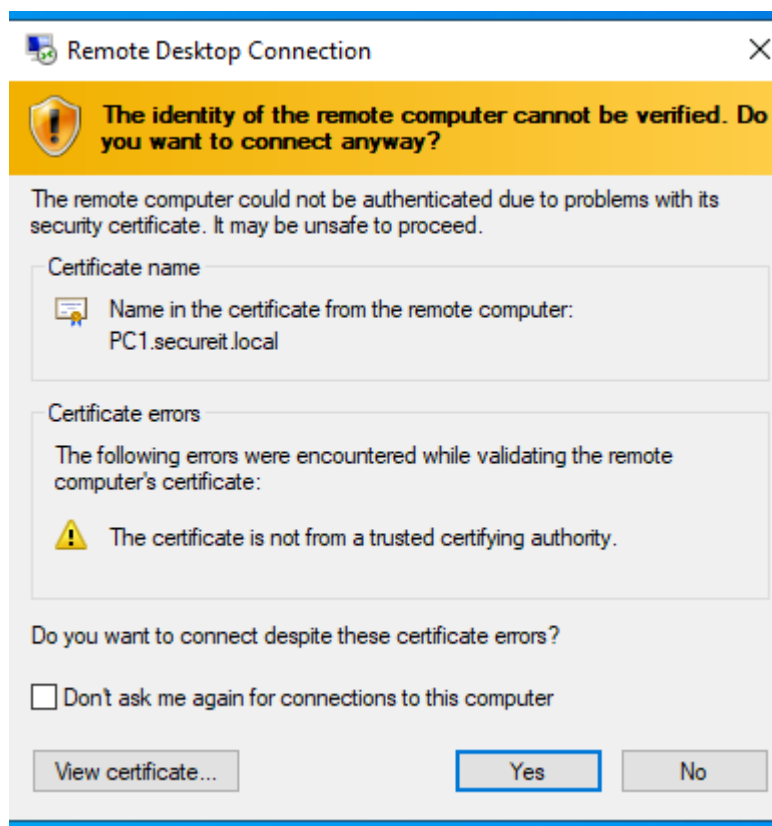 Remote Desktop Connection
The identity of the remote computer cannot be verified. Do
you want to connect anyway?
The remote computer could not be authenticated due to problems with its
security certificate. It may be unsafe to proceed.
Certificate name
Name in the certificate from the remote computer:
PC1.secureit.local
Certificate errors
The following errors were encountered while validating the remote
computer's certificate:
The certificate is not from a trusted certifying authority.
Do you want to connect despite these certificate errors?
Don't ask me again for connections to this computer
View certificate...
Yes
No